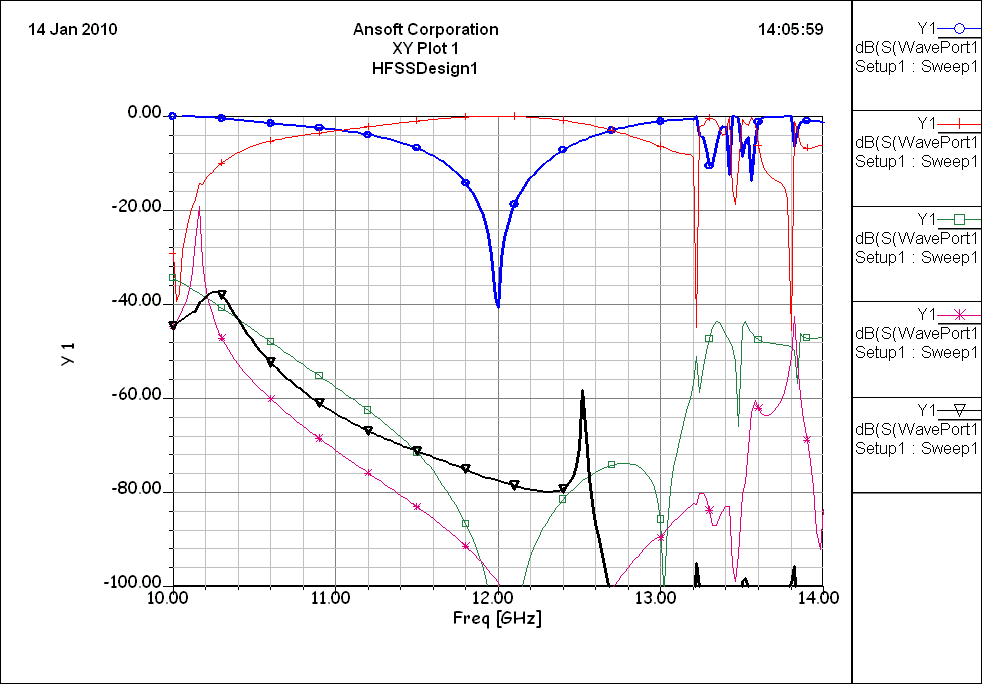 14 Jan 2010
Ansoft Corporation
14:05:59
XY Plot 1
HFSSDesign1
Y1
dB(S(WavePort1
Setup1 : Sweep1
Y1
dB(S(WavePort1
Setup1 : Sweep1
Y1
dB(S(WavePort1
Setup1 : Sweep1
Y1
dB(S(WavePort1
Setup1 : Sweep1
Y1
dB(S(WavePort1
Setup1 : Sweep1
0.00
-20.00
-40.00
-60.00
-80.00
-100.00
Y 1
10.00 11.00 12.00 13.00 14.00
Freq [GHz]